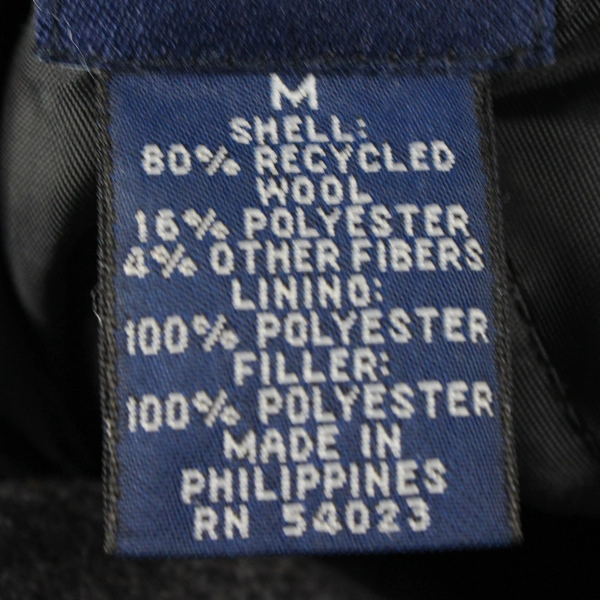 M
SHELL:
80% RECYCLED
WOOL
16% POLYESTER
4% OTHER FIBERS
LINING:
100% POLYESTER
FILLER:
100% POLYESTER
MADE IN
PHILIPPINES
RN 54023